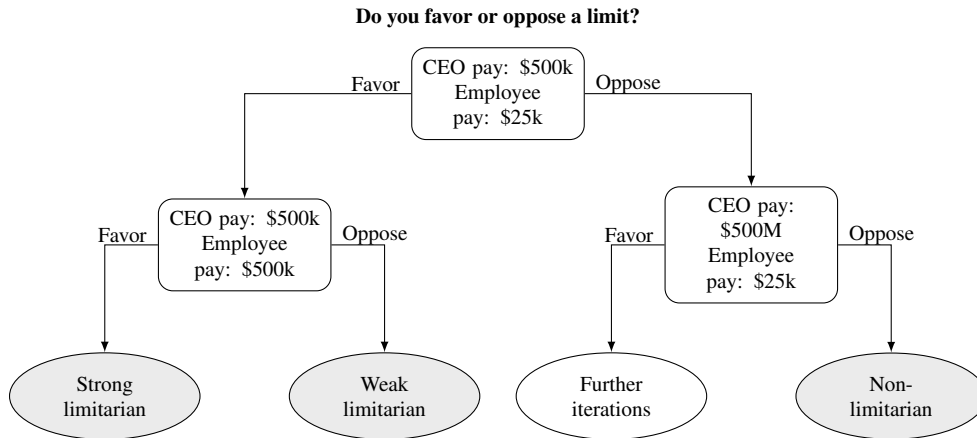 Do you favor or oppose a limit?
CEO pay: $500k
Employee
pay: $25k
Favor
Oppose
CEO pay: $500k
Employee
pay: $500k
Favor
Oppose
CEO pay:
$500M
Employee
pay: $25k
Favor
Oppose
Strong
limitarian
Weak
limitarian
Further
iterations
Non-
limitarian